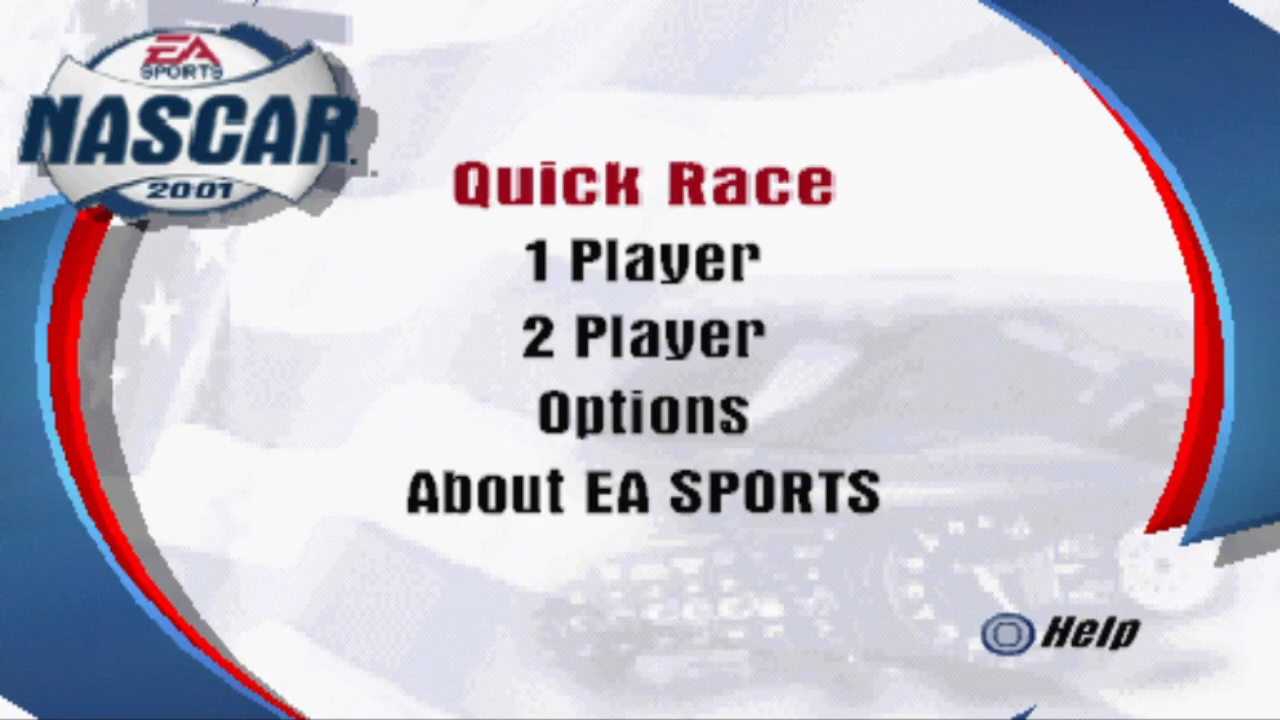 EA
SPORTS
NASCAR.
2001
Quick Race
1 Player
2 Player
Options
About EA SPORTS
Help